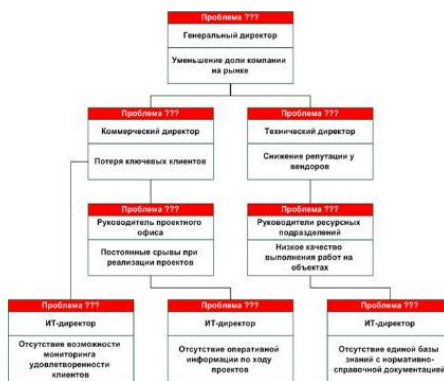 Проблема ???
Генеральный директор
Уменьшение доли компании
на рынке
Проблема ???
Коммерческий директор
Потеря ключевых клиентов
Проблема ???
Технический директор
Снижение репутации у
вендоров
Проблема ???
Руководитель проектного
офиса
Постоянные срывы при
реализации проектов
Проблема ???
Руководители ресурсных
подразделений
Низкое качество
выполнения работ на
объектах
Проблема ???
ИТ-директор
Отсутствие возможности
мониторинга
удовлетворенности
клиентов
Проблема ???
ИТ-директор
Отсутствие оперативной
информации по ходу
проектов
Проблема ???
ИТ-директор
Отсутствие единой базы
знаний с нормативно-
справочной документацией